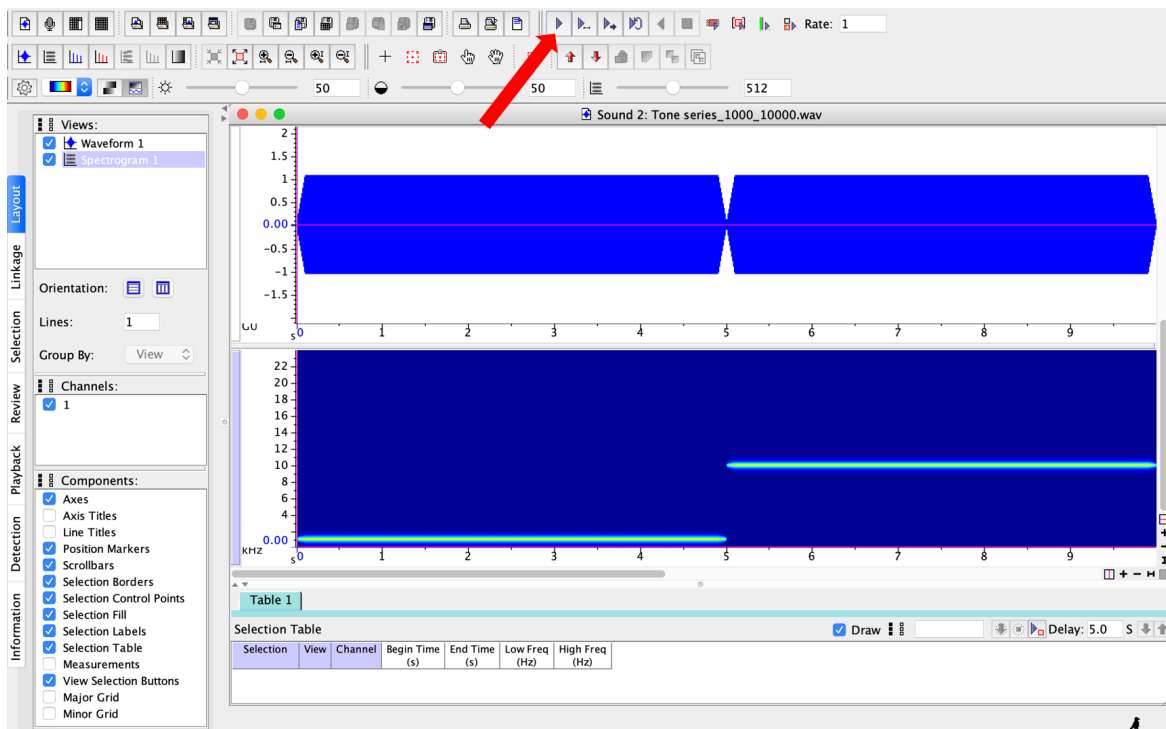 Rate: 1
50
50
512
Sound 2: Tone series_1000_10000.wav
Layout
Linkage
Selection
Review
Playback
Detection
Information
Views:
Waveform 1
Spectrogram 1
Orientation:
Lines: 1
Group By: View
Channels:
1
Components:
Axes
Axis Titles
Line Titles
Position Markers
Scrollbars
Selection Borders
Selection Control Points
Selection Fill
Selection Labels
Selection Table
Measurements
View Selection Buttons
Major Grid
Minor Grid
2
1.5
1
0.5
0.00
-0.5
-1
-1.5
GU
s 0 1 2 3 4 5 6 7 8 9
22
20
18
16
14
12
10
8
6
4
0.00
KHZ
s 0 1 2 3 4 5 6 7 8 9
Table 1
Selection Table
Draw
Delay: 5.0 S
Selection View Channel Begin Time (s) End Time (s) Low Freq (Hz) High Freq (Hz)